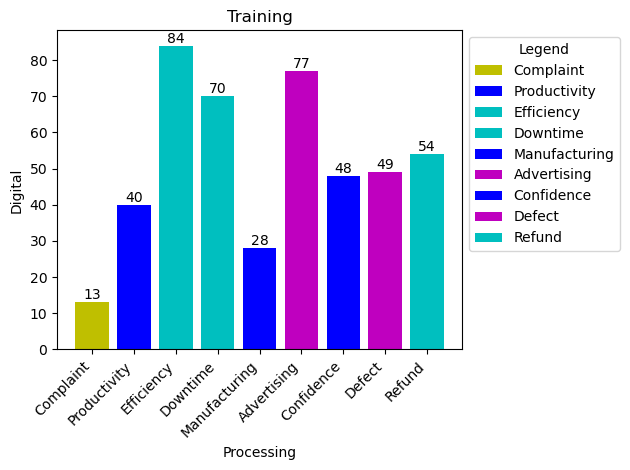 Training
Digital
80
70
60
50
40
30
20
10
0
13
40
84
70
28
77
48
49
54
Complaint
Productivity
Efficiency
Downtime
Manufacturing
Advertising
Confidence
Defect
Refund
Processing
Legend
Complaint
Productivity
Efficiency
Downtime
Manufacturing
Advertising
Confidence
Defect
Refund